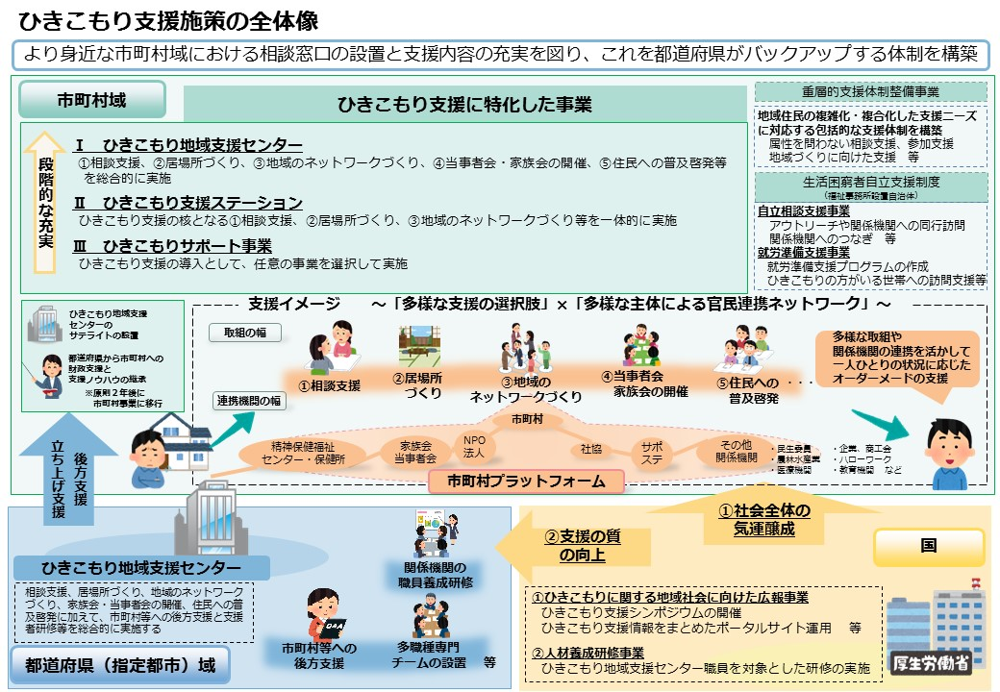 ひきこもり支援施策の全体像
より身近な市町村域における相談窓口の設置と支援内容の充実を図り、これを都道府県がバックアップする体制を構築
市町村域
ひきこもり支援に特化した事業
段階的な充実
Ⅰ　ひきこもり地域支援センター
①相談支援、②居場所づくり、③地域のネットワークづくり、④当事者会・家族会の開催、⑤住民への普及啓発等
を総合的に実施
Ⅱ　ひきこもり支援ステーション
ひきこもり支援の核となる①相談支援、②居場所づくり、③地域のネットワークづくり等を一体的に実施
Ⅲ　ひきこもりサポート事業
ひきこもり支援の導入として、任意の事業を選択して実施
重層的支援体制整備事業
地域住民の複雑化・複合化した支援ニーズ
に対応する包括的な支援体制を構築
属性を問わない相談支援、参加支援
地域づくりに向けた支援　等
生活困窮者自立支援制度
（福祉事務所設置自治体）
自立相談支援事業
アウトリーチや関係機関への同行訪問
関係機関へのつなぎ　等
就労準備支援事業
就労準備支援プログラムの作成
ひきこもりの方がいる世帯への訪問支援等
ひきこもり地域支援
センターの
サテライトの設置
都道府県から市町村への
財政支援と
支援ノウハウの継承
※原則２年後に
市町村事業に移行
支援イメージ　～「多様な支援の選択肢」×「多様な主体による官民連携ネットワーク」～
取組の幅
①相談支援
②居場所
づくり
③地域の
ネットワークづくり
④当事者会
家族会の開催
⑤住民への
普及啓発
・・・
多様な取組や
関係機関の連携を活かして
一人ひとりの状況に応じた
オーダーメードの支援
連携機関の幅
市町村
精神保健福祉
センター・保健所
家族会
当事者会
NPO
法人
社協
サポ
ステ
その他
関係機関
・民生委員
・農林水産業
・医療機関
・企業、商工会
・ハローワーク
・教育機関　など
市町村プラットフォーム
立ち上げ支援
後方支援
ひきこもり地域支援センター
相談支援、居場所づくり、地域のネットワーク
づくり、家族会・当事者会の開催、住民への普
及啓発に加えて、市町村等への後方支援と支援
者研修等を総合的に実施する
都道府県（指定都市）域
関係機関の
職員養成研修
Q&A
市町村等への
後方支援
多職種専門
チームの設置　等
①社会全体の
気運醸成
②支援の質
の向上
国
①ひきこもりに関する地域社会に向けた広報事業
ひきこもり支援シンポジウムの開催
ひきこもり支援情報をまとめたポータルサイト運用　等
②人材養成研修事業
ひきこもり地域支援センター職員を対象とした研修の実施
厚生労働省